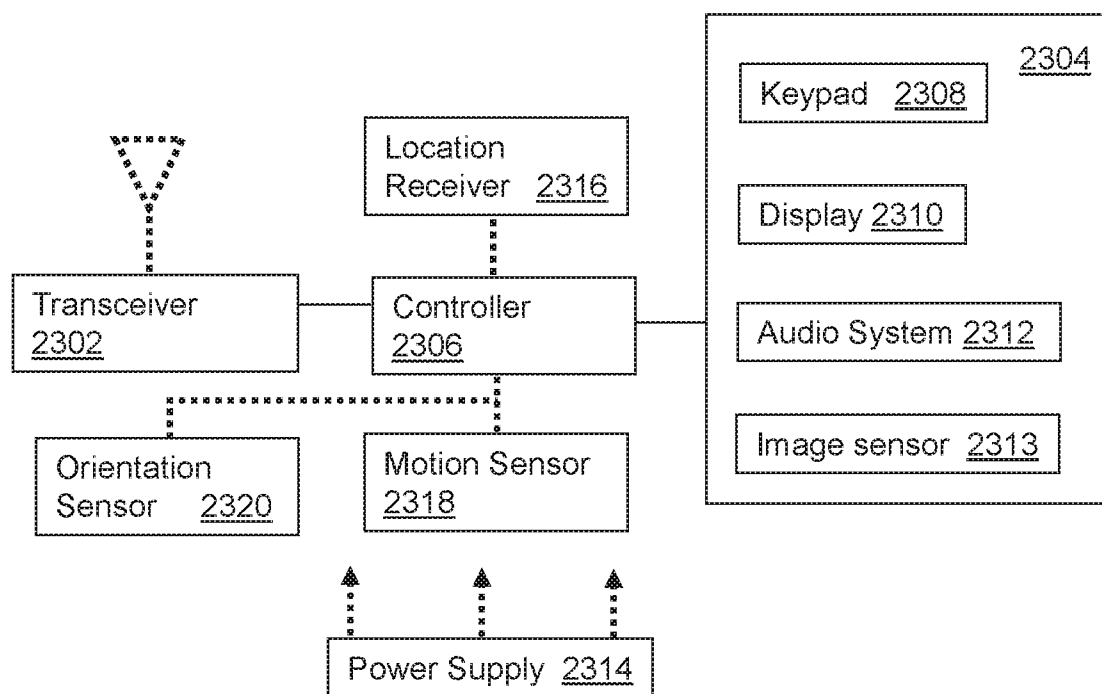 2304
Keypad 2308
Location
Receiver 2316
Display 2310
Transceiver
2302
Controller
2306
Audio System 2312
Orientation
Sensor 2320
Motion Sensor
2318
Image sensor 2313
Power Supply 2314